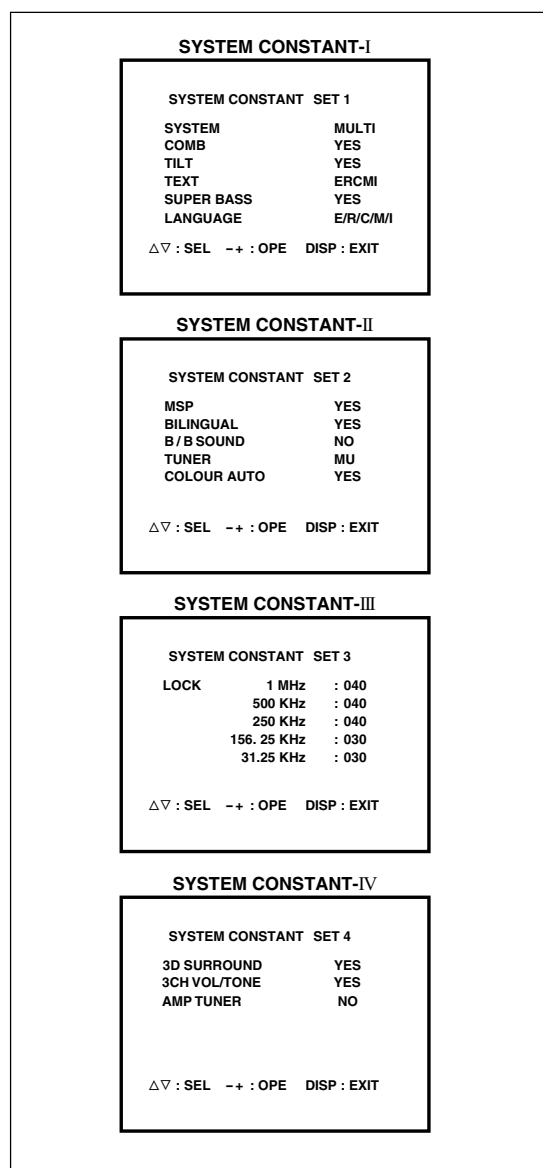 SYSTEM CONSTANT-I
SYSTEM CONSTANT SET 1
SYSTEM MULTI
COMB YES
TILT YES
TEXT ERCMI
SUPER BASS YES
LANGUAGE E/R/C/M/I
△▽ : SEL −+ : OPE DISP : EXIT
SYSTEM CONSTANT-II
SYSTEM CONSTANT SET 2
MSP YES
BILINGUAL YES
B / B SOUND NO
TUNER MU
COLOUR AUTO YES
△▽ : SEL −+ : OPE DISP : EXIT
SYSTEM CONSTANT-III
SYSTEM CONSTANT SET 3
LOCK 1 MHz : 040
500 KHz : 040
250 KHz : 040
156. 25 KHz : 030
31.25 KHz : 030
△▽ : SEL −+ : OPE DISP : EXIT
SYSTEM CONSTANT-IV
SYSTEM CONSTANT SET 4
3D SURROUND YES
3CH VOL/TONE YES
AMP TUNER NO
△▽ : SEL −+ : OPE DISP : EXIT